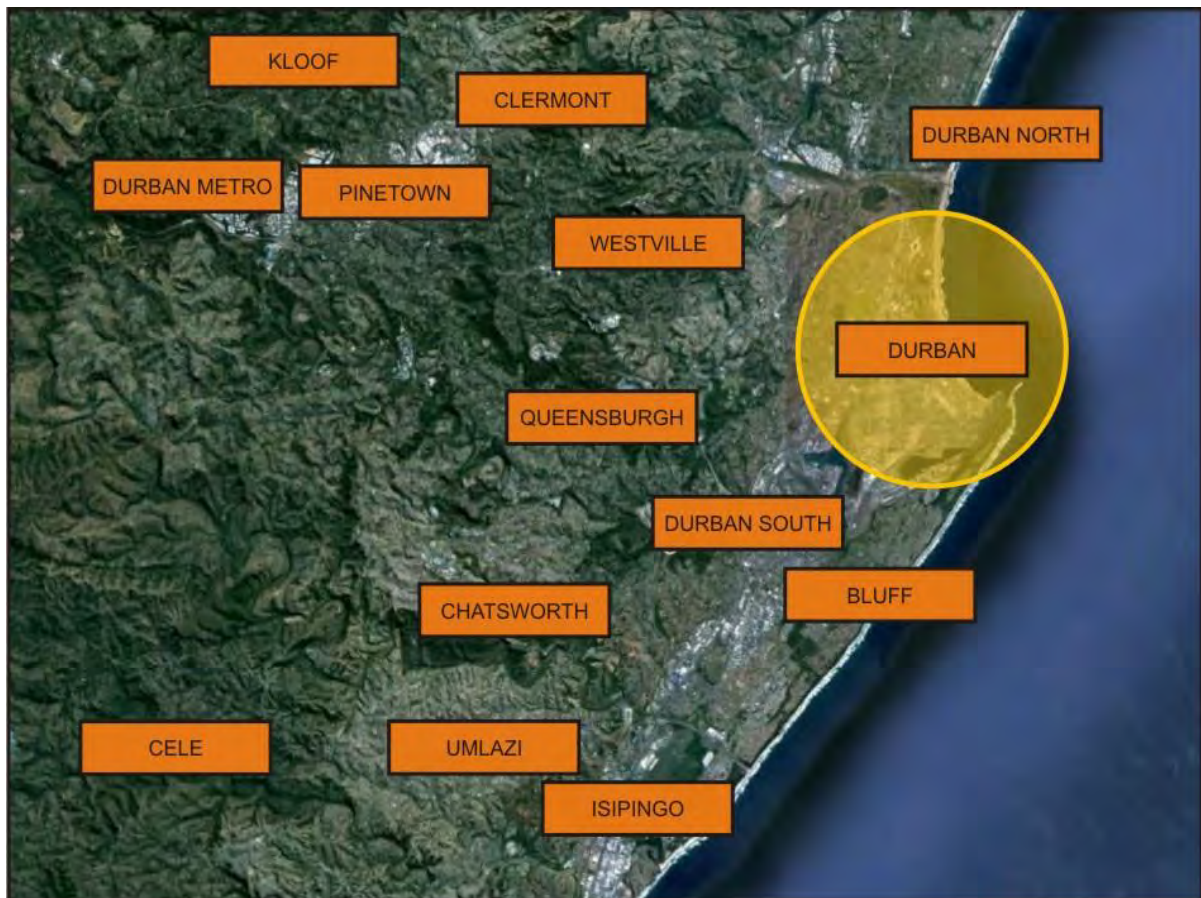 KLOOF
CLERMONT
DURBAN NORTH
DURBAN METRO
PINETOWN
WESTVILLE
DURBAN
QUEENSBURGH
DURBAN SOUTH
BLUFF
CHATSWORTH
CELE
UMLAZI
ISIPINGO